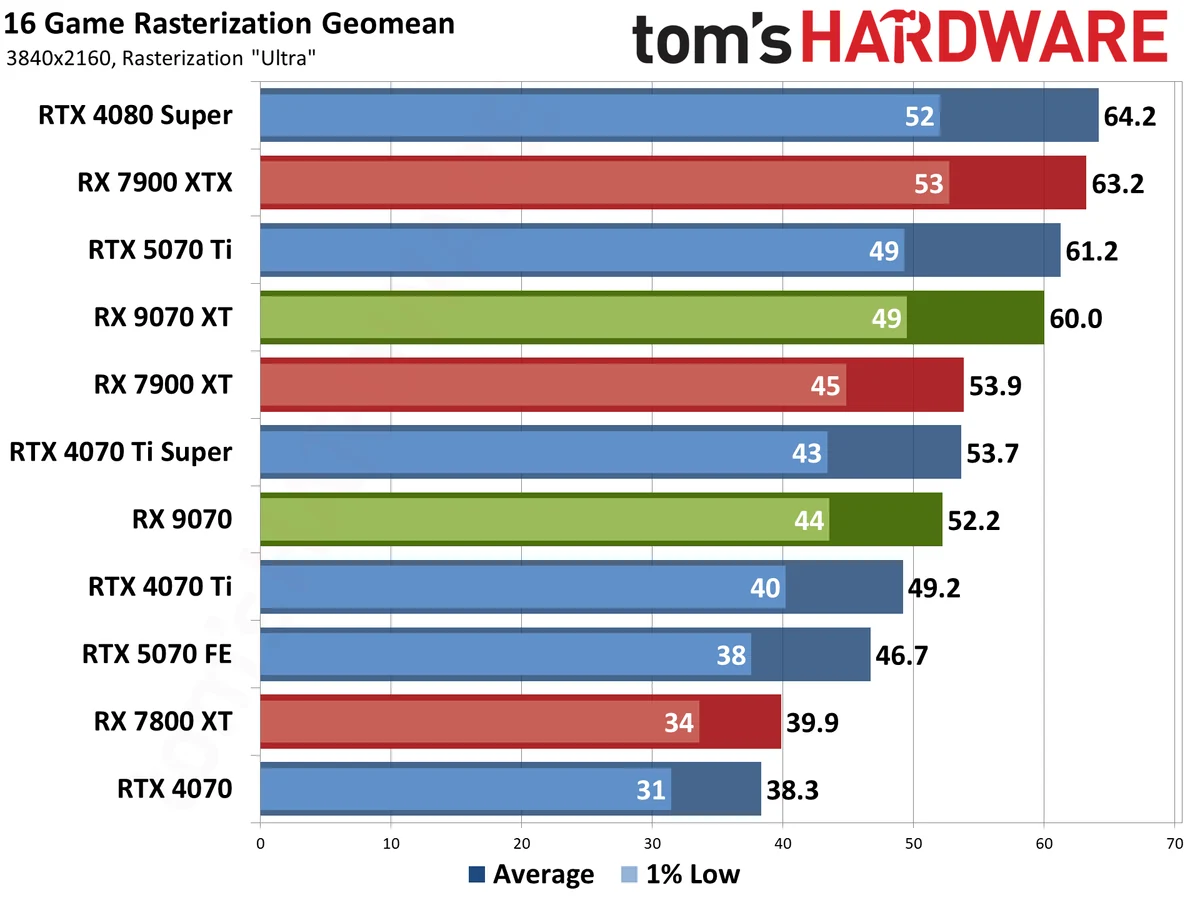 16 Game Rasterization Geomean
tom's HARDWARE
3840x2160, Rasterization "Ultra"
RTX 4080 Super 52 64.2
RX 7900 XTX 53 63.2
RTX 5070 Ti 49 61.2
RX 9070 XT 49 60.0
RX 7900 XT 45 53.9
RTX 4070 Ti Super 43 53.7
RX 9070 44 52.2
RTX 4070 Ti 40 49.2
RTX 5070 FE 38 46.7
RX 7800 XT 34 39.9
RTX 4070 31 38.3
0 10 20 30 40 50 60 70
Average 1% Low